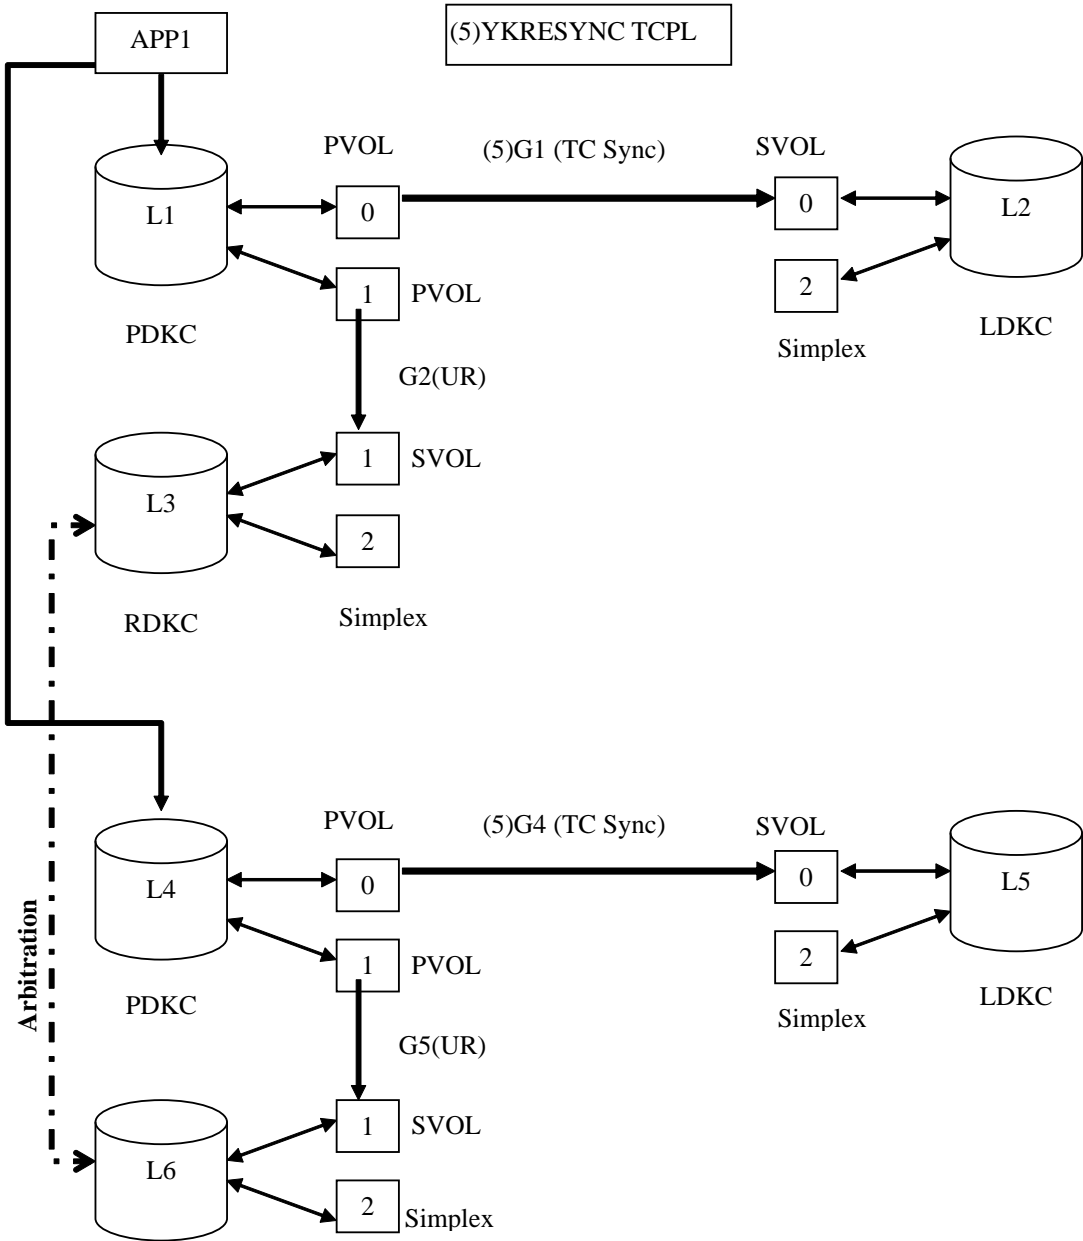 APP1
(5)YKRESYNC TCPL
PVOL
(5)G1 (TC Sync)
SVOL
L1
0
0
L2
1
PVOL
2
PDKC
Simplex
LDKC
G2(UR)
L3
1
SVOL
2
RDKC
Simplex
PVOL
(5)G4 (TC Sync)
SVOL
L4
0
0
L5
Arbitration
1
PVOL
2
PDKC
Simplex
LDKC
G5(UR)
L6
1
SVOL
2
Simplex